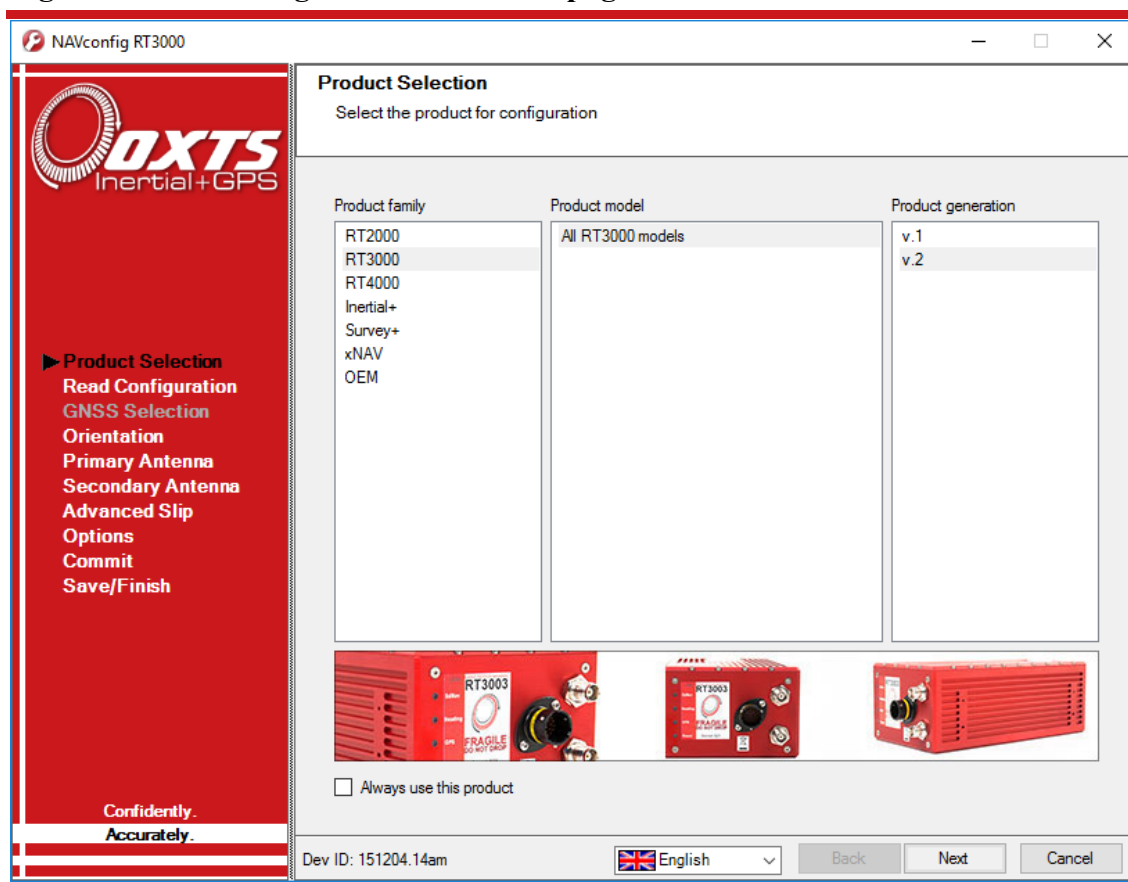 NAVconfig RT3000
OXTS
Inertial+GPS
Product Selection
Select the product for configuration
Product family
Product model
Product generation
RT2000
RT3000
RT4000
Inertial+
Survey+
xNAV
OEM
All RT3000 models
v.1
v.2
Product Selection
Read Configuration
GNSS Selection
Orientation
Primary Antenna
Secondary Antenna
Advanced Slip
Options
Commit
Save/Finish
RT3003
FRAGILE
DO NOT DROP
RT3003
FRAGILE
Always use this product
Confidently.
Accurately.
Dev ID: 151204.14am
English
Back
Next
Cancel